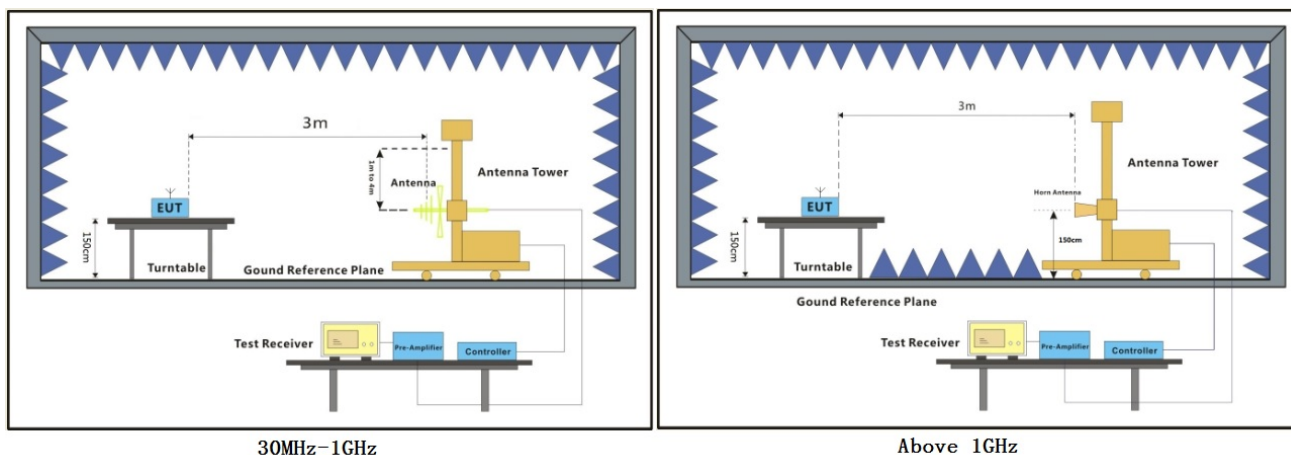 3m
1m to 4m
Antenna
Antenna Tower
EUT
150cm
Turntable
Gound Reference Plane
Test Receiver
Pre-Amplifier
Controller
30MHz-1GHz
3m
Antenna Tower
Horn Antenna
EUT
150cm
150cm
Turntable
Gound Reference Plane
Test Receiver
Pre-Amplifier
Controller
Above 1GHz